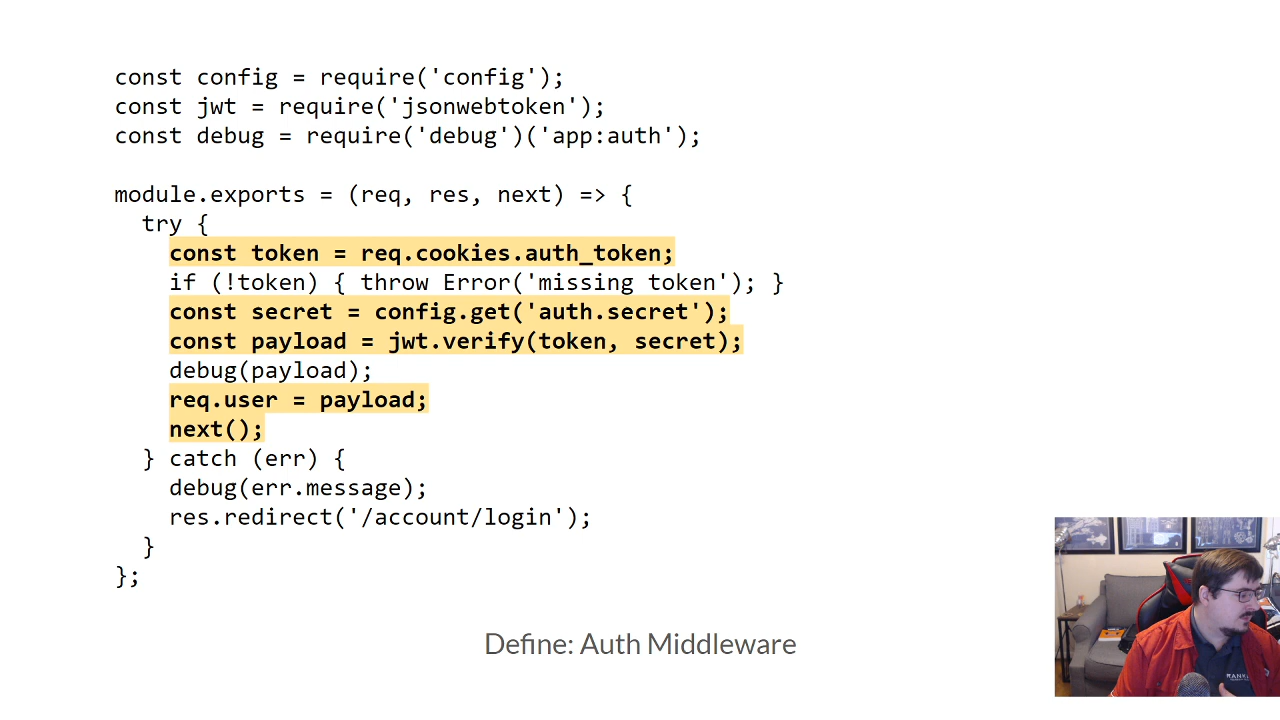 const config = require('config');
const jwt = require('jsonwebtoken');
const debug = require('debug')('app:auth');

module.exports = (req, res, next) => {
  try {
    const token = req.cookies.auth_token;
    if (!token) { throw Error('missing token'); }
    const secret = config.get('auth.secret');
    const payload = jwt.verify(token, secret);
    debug(payload);
    req.user = payload;
    next();
  } catch (err) {
    debug(err.message);
    res.redirect('/account/login');
  }
};
Define: Auth Middleware